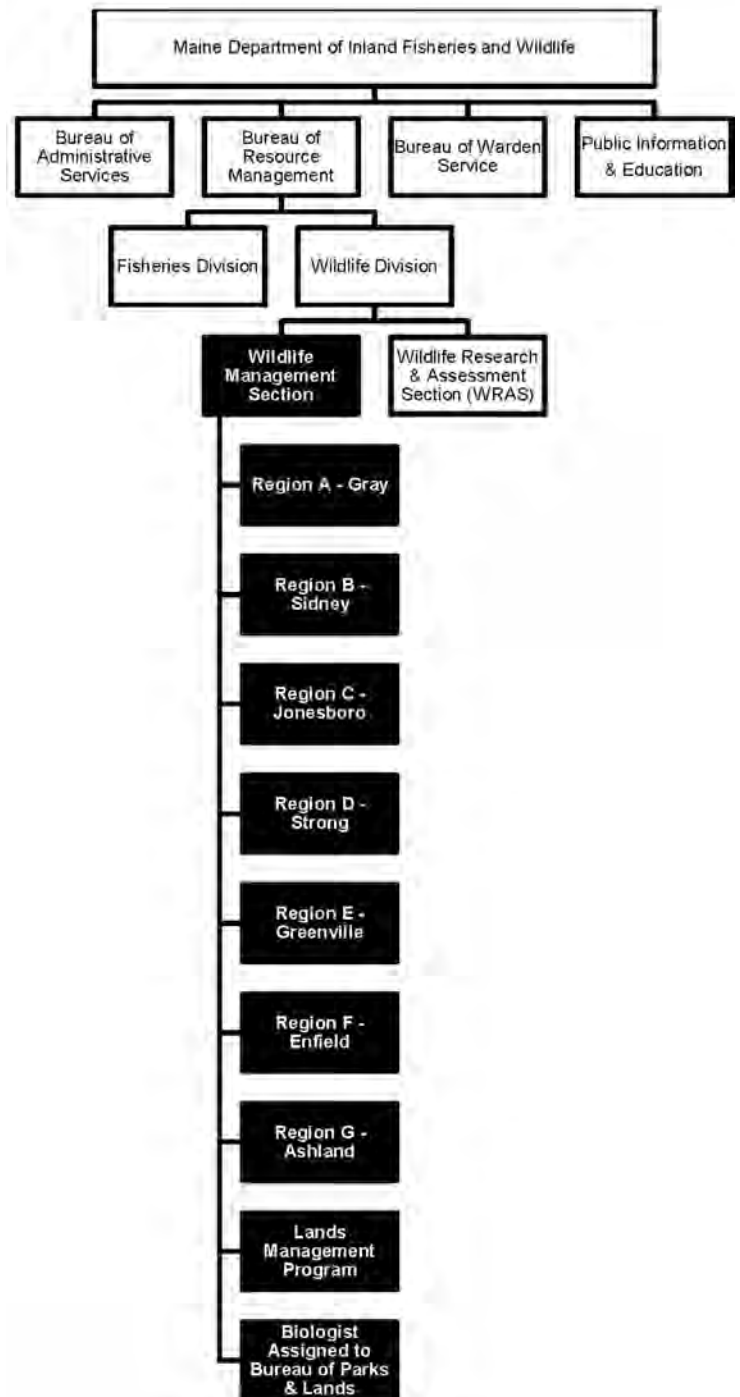 Maine Department of Inland Fisheries and Wildlife
Bureau of
Administrative
Services
Bureau of
Resource
Management
Bureau of Warden
Service
Public Information
& Education
Fisheries Division
Wildlife Division
Wildlife
Management
Section
Wildlife Research
& Assessment
Section (WRAS)
Region A - Gray
Region B -
Sidney
Region C -
Jonesboro
Region D -
Strong
Region E -
Greenville
Region F -
Enfield
Region G -
Ashland
Lands
Management
Program
Biologist
Assigned to
Bureau of Parks
& Lands